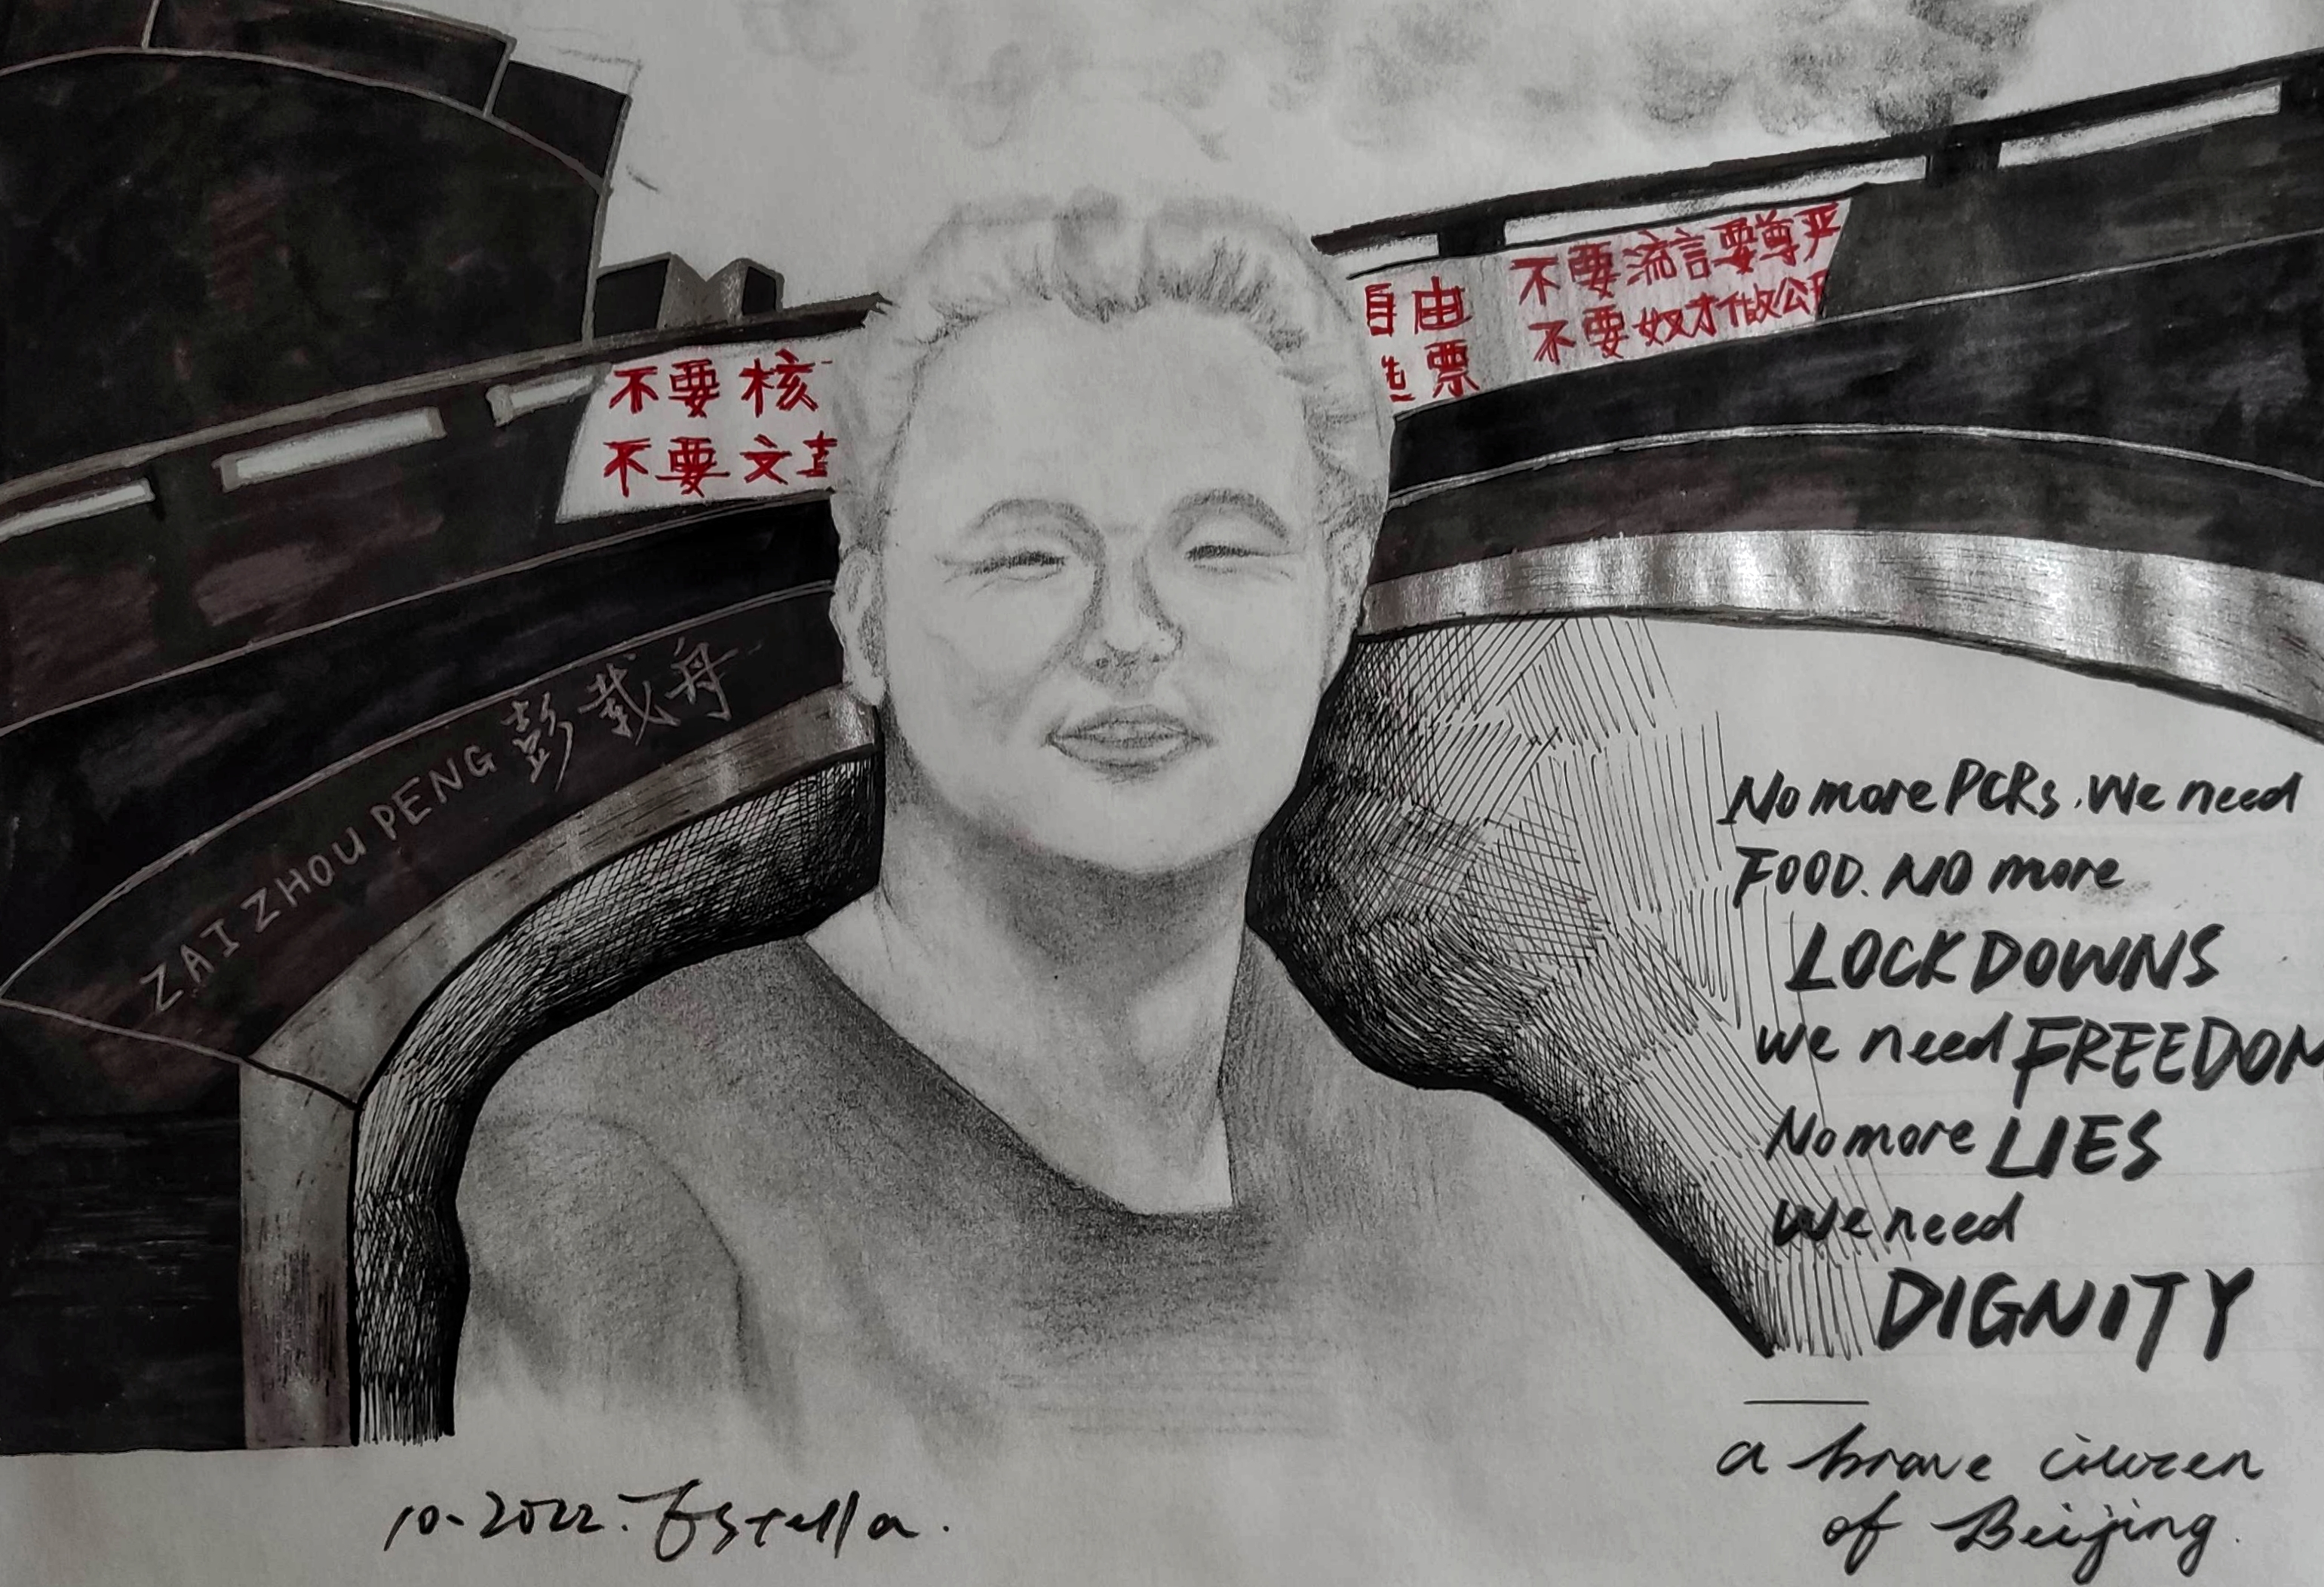 不要核
不要文
自由
票
不要流言要尊严
不要奴才做公
ZAIZHOU PENG 彭载舟
No more PCRs. We need
FOOD. NO more
LOCKDOWNS
we need FREEDOM
No more LIES
We need
DIGNITY
a brave citizen
of Beijing.
10-2022. Estella.